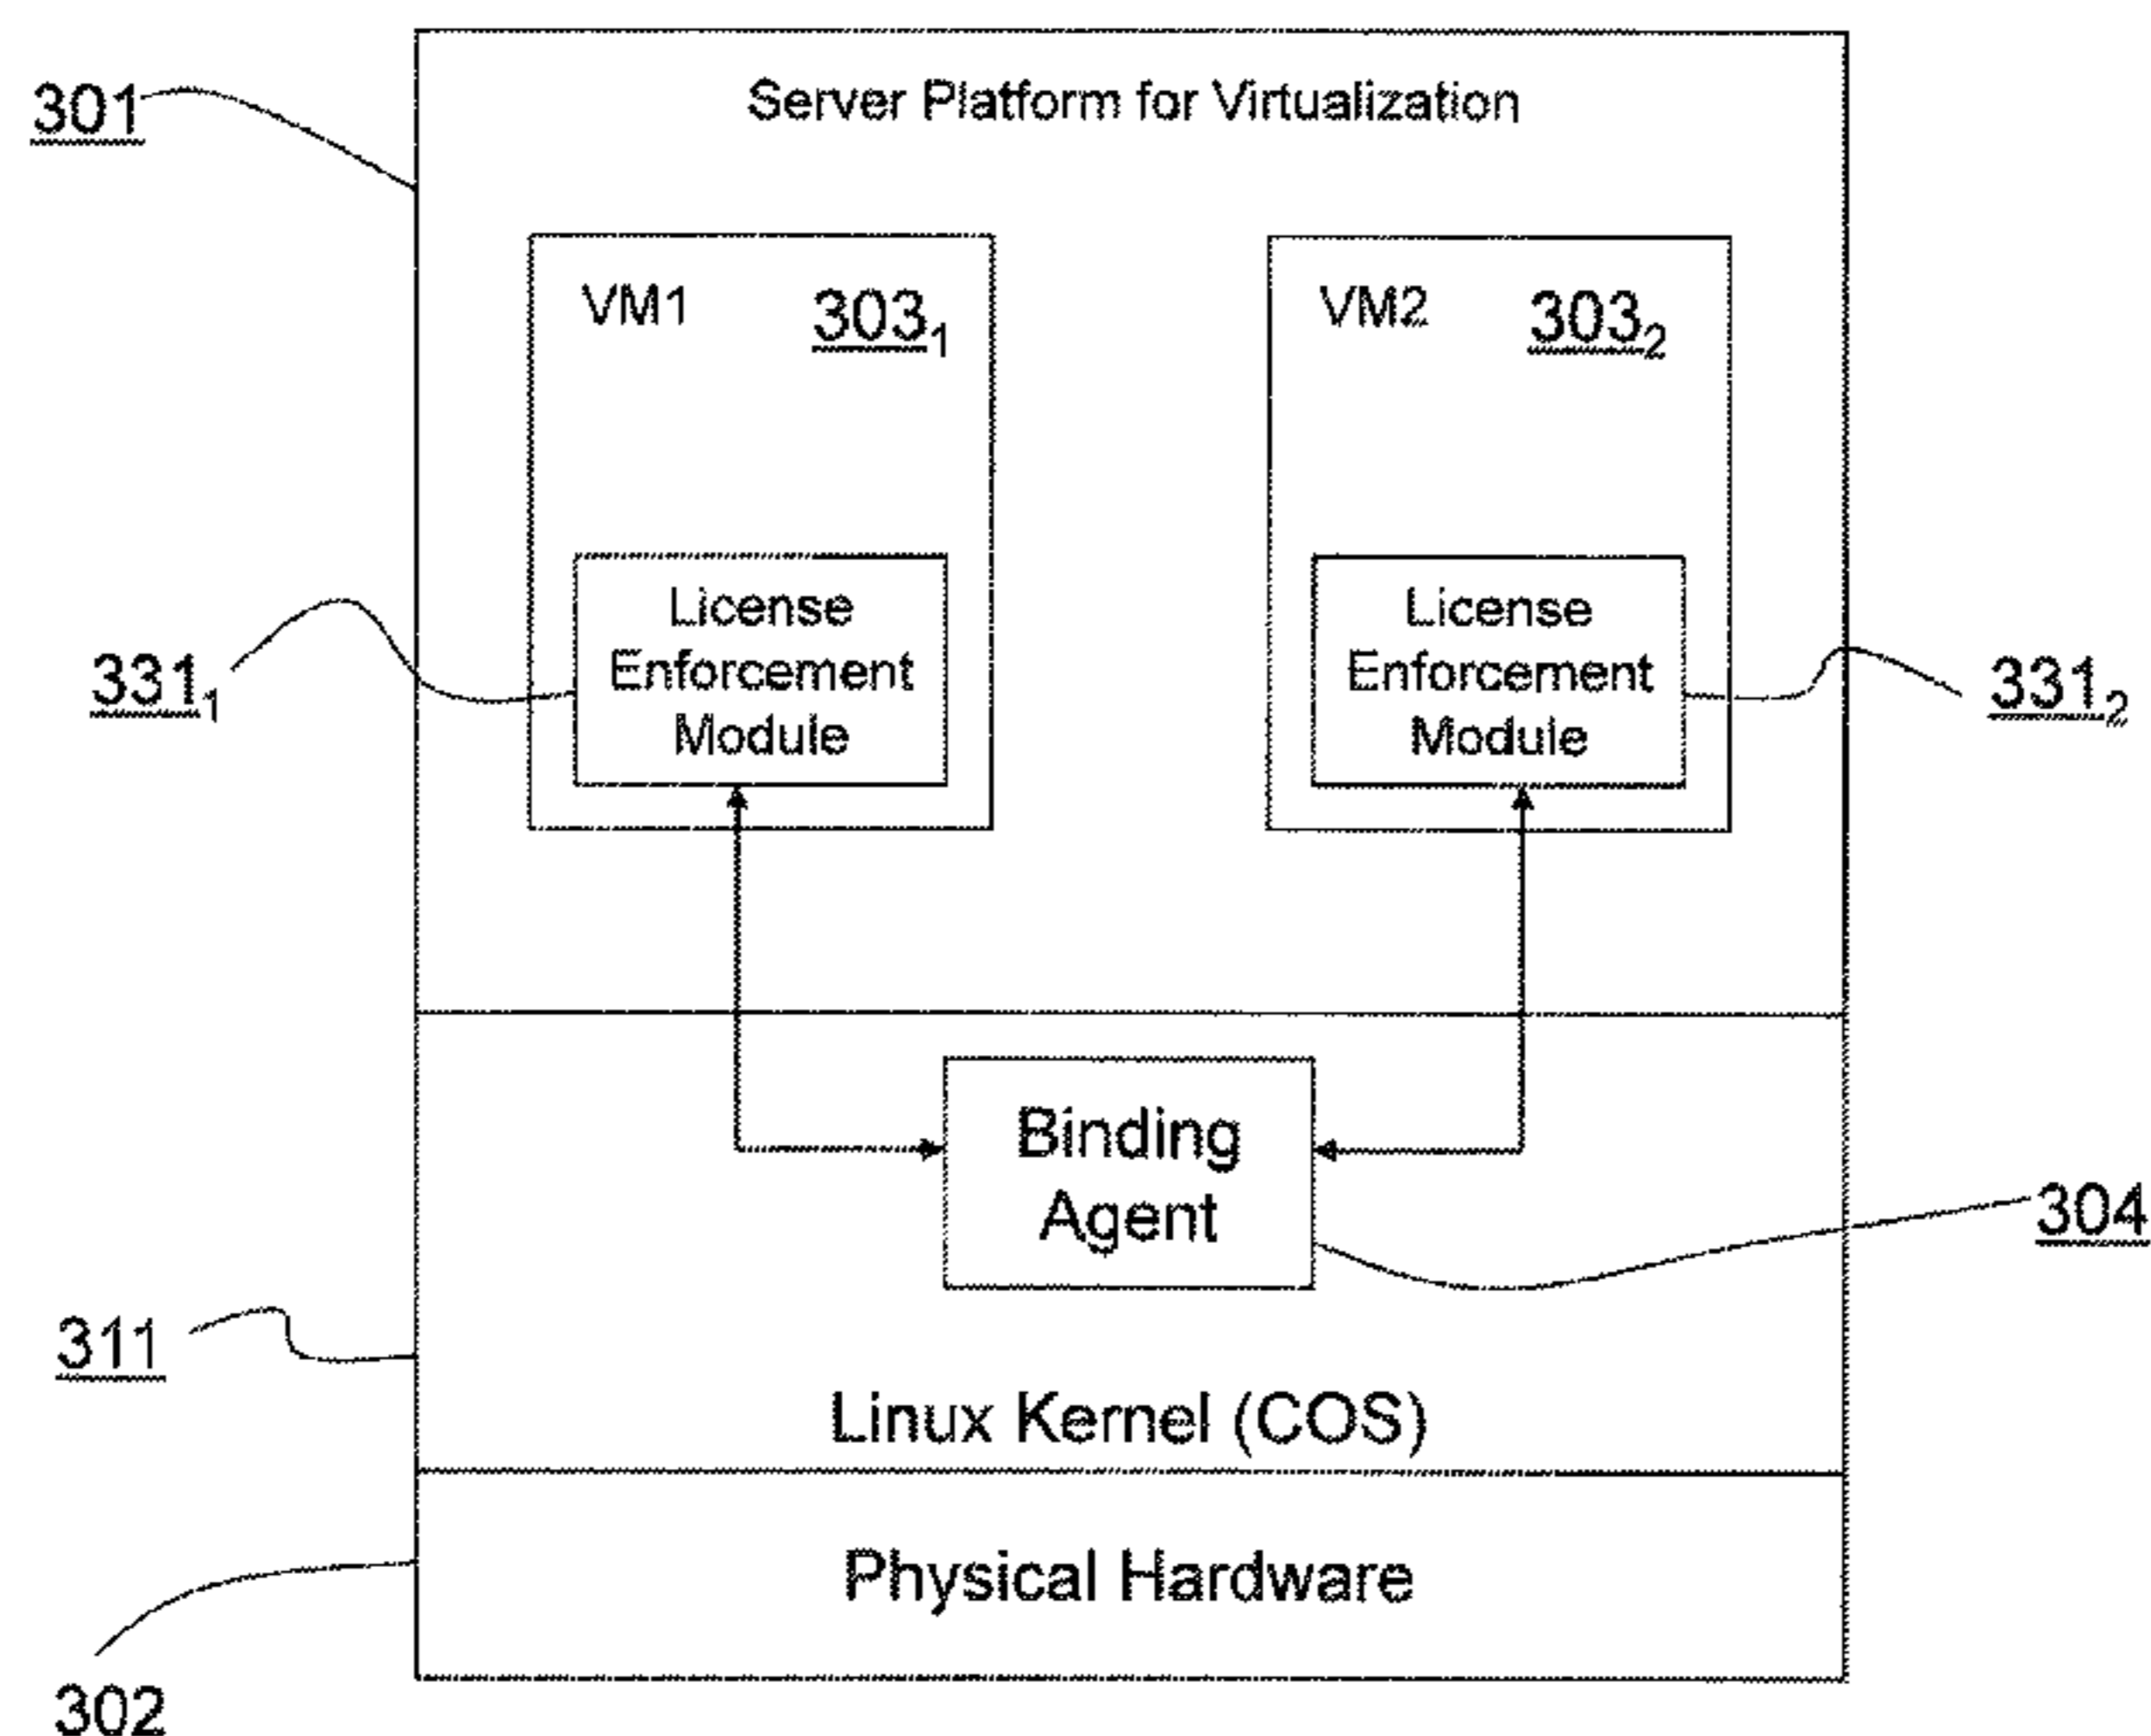 301
Server Platform for Virtualization
VM1
303₁
VM2
303₂
License
Enforcement
Module
License
Enforcement
Module
331₁
331₂
Binding
Agent
304
311
Linux Kernel (COS)
Physical Hardware
302